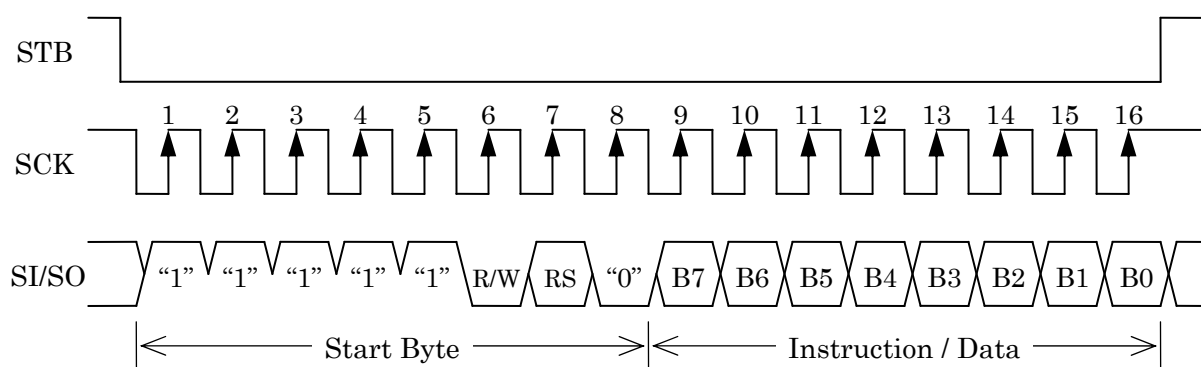 STB
1 2 3 4 5 6 7 8 9 10 11 12 13 14 15 16
SCK
SI/SO “1” “1” “1” “1” “1” R/W RS “0” B7 B6 B5 B4 B3 B2 B1 B0
Start Byte Instruction / Data